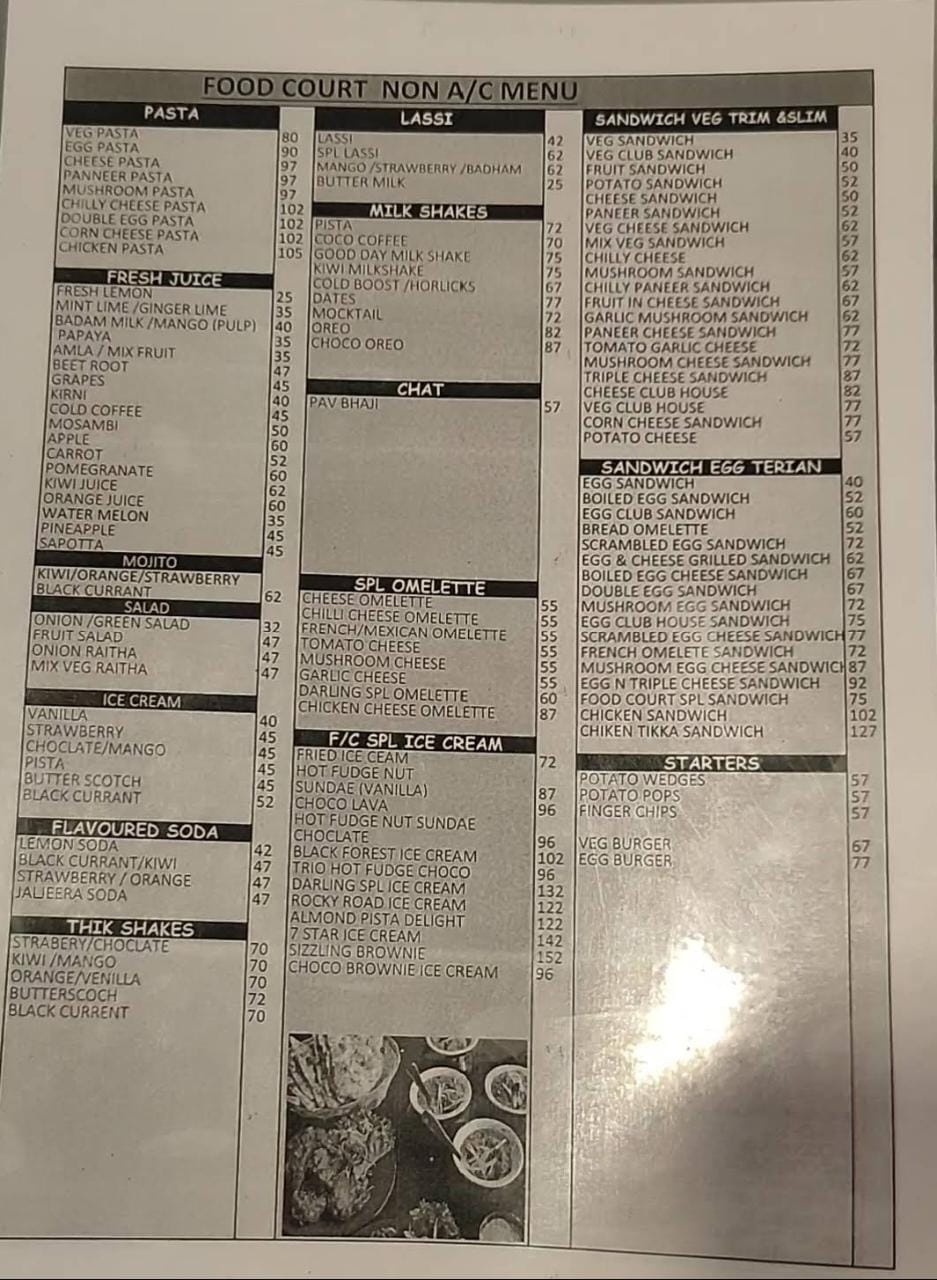 FOOD COURT NON A/C MENU
PASTA
VEG PASTA 80
EGG PASTA 90
CHEESE PASTA 97
PANNEER PASTA 97
MUSHROOM PASTA 97
CHILLY CHEESE PASTA 102
DOUBLE EGG PASTA 102
CORN CHEESE PASTA 102
CHICKEN PASTA 105
FRESH JUICE
FRESH LEMON 25
MINT LIME /GINGER LIME 35
BADAM MILK /MANGO (PULP) 40
PAPAYA 35
AMLA / MIX FRUIT 35
BEET ROOT 47
GRAPES 45
KIRNI 40
COLD COFFEE 45
MOSAMBI 50
APPLE 60
CARROT 52
POMEGRANATE 60
KIWI JUICE 62
ORANGE JUICE 60
WATER MELON 35
PINEAPPLE 45
SAPOTTA 45
MOJITO
KIWI/ORANGE/STRAWBERRY
BLACK CURRANT 62
SALAD
ONION /GREEN SALAD 32
FRUIT SALAD 47
ONION RAITHA 47
MIX VEG RAITHA 47
ICE CREAM
VANILLA 40
STRAWBERRY 45
CHOCLATE/MANGO 45
PISTA 45
BUTTER SCOTCH 45
BLACK CURRANT 52
FLAVOURED SODA
LEMON SODA 42
BLACK CURRANT/KIWI 47
STRAWBERRY / ORANGE 47
JALJEERA SODA 47
THIK SHAKES
STRABERY/CHOCLATE 70
KIWI /MANGO 70
ORANGE/VENILLA 70
BUTTERSCOCH 72
BLACK CURRENT 70
LASSI
LASSI 42
SPL LASSI 62
MANGO /STRAWBERRY /BADHAM 62
BUTTER MILK 25
MILK SHAKES
PISTA 72
COCO COFFEE 70
GOOD DAY MILK SHAKE 75
KIWI MILKSHAKE 75
COLD BOOST /HORLICKS 67
DATES 77
MOCKTAIL 72
OREO 82
CHOCO OREO 87
CHAT
PAV BHAJI 57
SPL OMELETTE
CHEESE OMELETTE 55
CHILLI CHEESE OMELETTE 55
FRENCH/MEXICAN OMELETTE 55
TOMATO CHEESE 55
MUSHROOM CHEESE 55
GARLIC CHEESE 55
DARLING SPL OMELETTE 60
CHICKEN CHEESE OMELETTE 87
F/C SPL ICE CREAM
FRIED ICE CEAM 72
HOT FUDGE NUT
SUNDAE (VANILLA) 87
CHOCO LAVA 96
HOT FUDGE NUT SUNDAE
CHOCLATE 96
BLACK FOREST ICE CREAM 102
TRIO HOT FUDGE CHOCO 96
DARLING SPL ICE CREAM 132
ROCKY ROAD ICE CREAM 122
ALMOND PISTA DELIGHT 122
7 STAR ICE CREAM 142
SIZZLING BROWNIE 152
CHOCO BROWNIE ICE CREAM 96
SANDWICH VEG TRIM &SLIM
VEG SANDWICH 35
VEG CLUB SANDWICH 40
FRUIT SANDWICH 50
POTATO SANDWICH 52
CHEESE SANDWICH 50
PANEER SANDWICH 52
VEG CHEESE SANDWICH 62
MIX VEG SANDWICH 57
CHILLY CHEESE 62
MUSHROOM SANDWICH 57
CHILLY PANEER SANDWICH 62
FRUIT IN CHEESE SANDWICH 67
GARLIC MUSHROOM SANDWICH 62
PANEER CHEESE SANDWICH 77
TOMATO GARLIC CHEESE 72
MUSHROOM CHEESE SANDWICH 77
TRIPLE CHEESE SANDWICH 87
CHEESE CLUB HOUSE 82
VEG CLUB HOUSE 77
CORN CHEESE SANDWICH 77
POTATO CHEESE 57
SANDWICH EGG TERIAN
EGG SANDWICH 40
BOILED EGG SANDWICH 52
EGG CLUB SANDWICH 60
BREAD OMELETTE 52
SCRAMBLED EGG SANDWICH 72
EGG & CHEESE GRILLED SANDWICH 62
BOILED EGG CHEESE SANDWICH 67
DOUBLE EGG SANDWICH 67
MUSHROOM EGG SANDWICH 72
EGG CLUB HOUSE SANDWICH 75
SCRAMBLED EGG CHEESE SANDWICH 77
FRENCH OMELETE SANDWICH 72
MUSHROOM EGG CHEESE SANDWICH 87
EGG N TRIPLE CHEESE SANDWICH 92
FOOD COURT SPL SANDWICH 75
CHICKEN SANDWICH 102
CHIKEN TIKKA SANDWICH 127
STARTERS
POTATO WEDGES 57
POTATO POPS 57
FINGER CHIPS 57
VEG BURGER 67
EGG BURGER 77